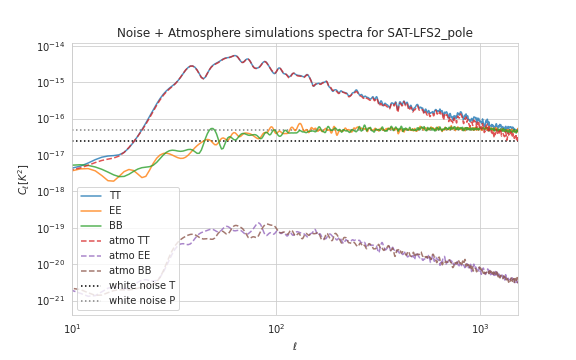 Noise + Atmosphere simulations spectra for SAT-LFS2_pole
10⁻¹⁴
10⁻¹⁵
10⁻¹⁶
10⁻¹⁷
10⁻¹⁸
10⁻¹⁹
10⁻²⁰
10⁻²¹
Cℓ[K²]
TT
EE
BB
atmo TT
atmo EE
atmo BB
white noise T
white noise P
10¹ 10² 10³
ℓ